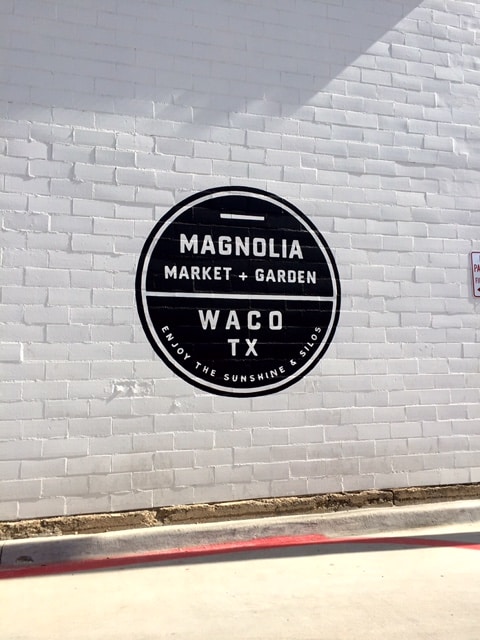 MAGNOLIA
MARKET + GARDEN
WACO
TX
ENJOY THE SUNSHINE & SILOS